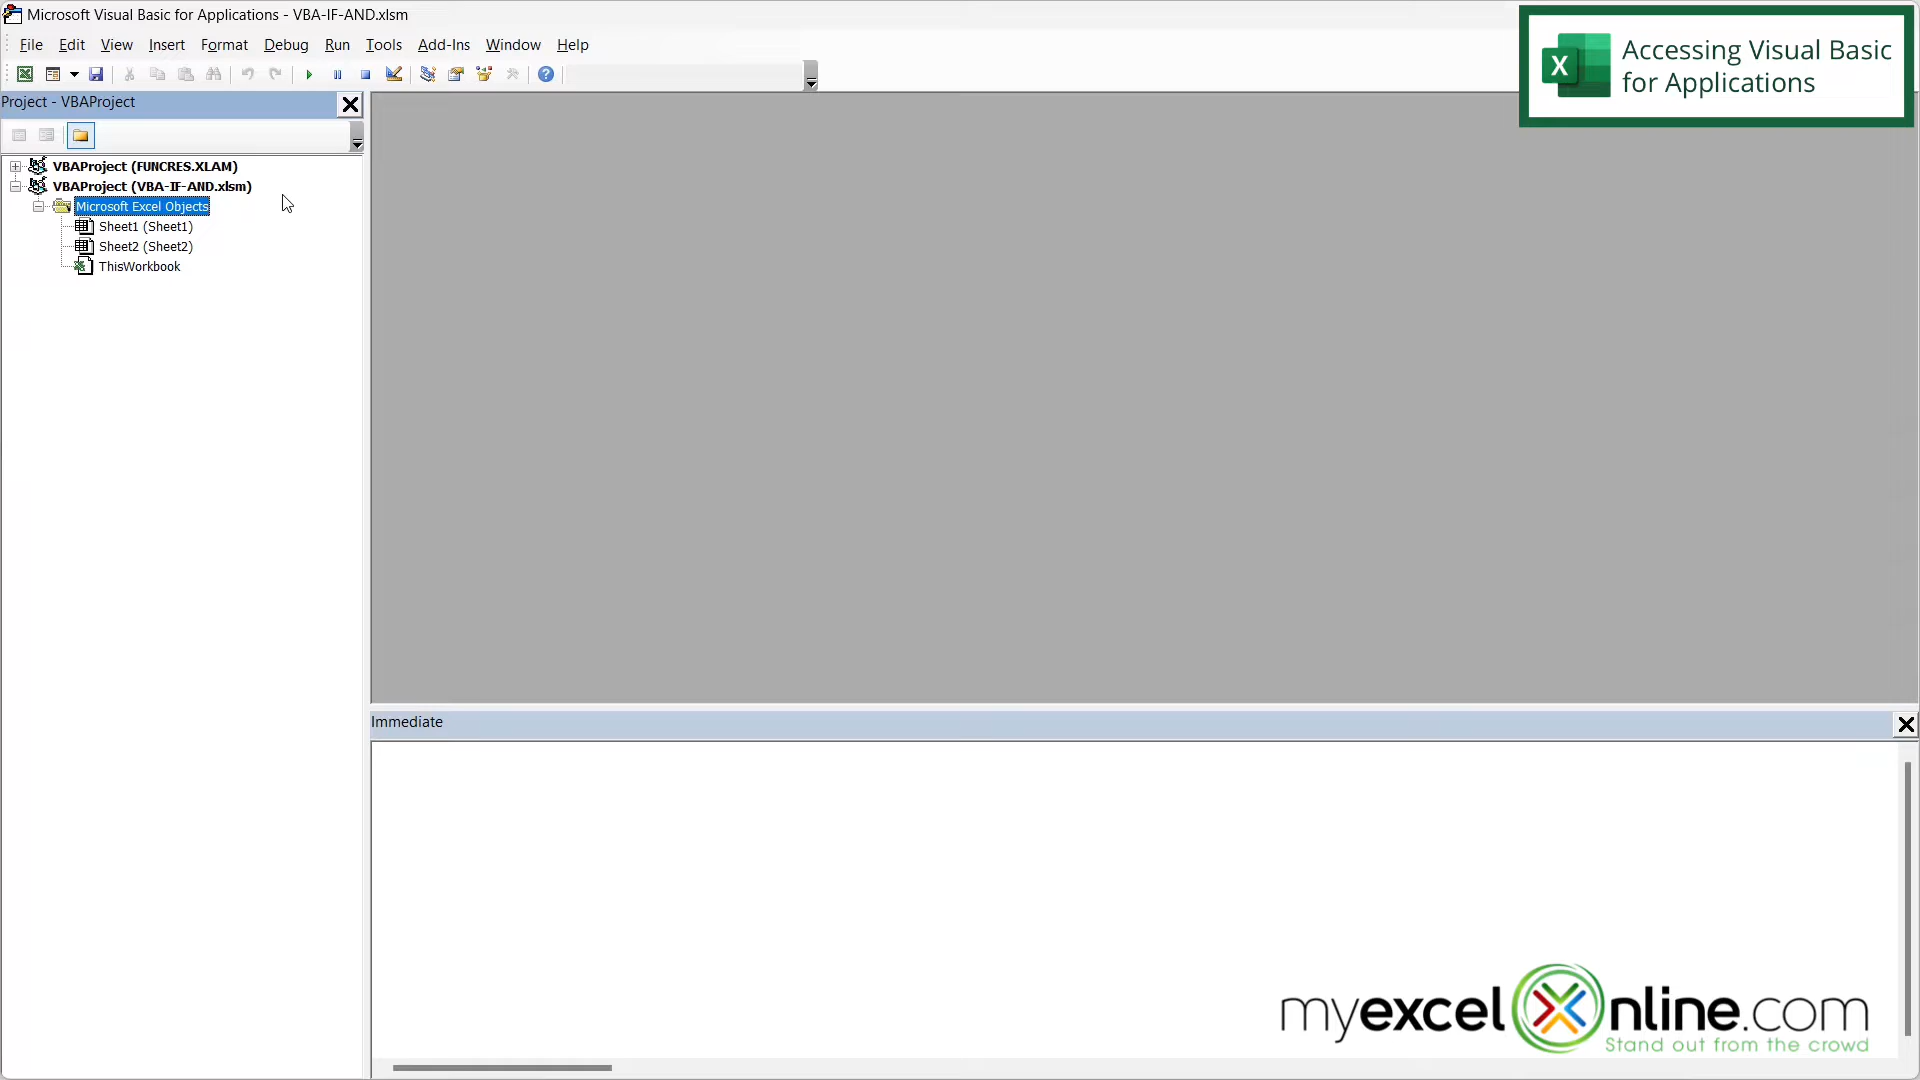 Microsoft Visual Basic for Applications - VBA-IF-AND.xlsm
File Edit View Insert Format Debug Run Tools Add-Ins Window Help
Accessing Visual Basic
for Applications
Project - VBAProject
VBAProject (FUNCRES.XLAM)
VBAProject (VBA-IF-AND.xlsm)
Microsoft Excel Objects
Sheet1 (Sheet1)
Sheet2 (Sheet2)
ThisWorkbook
Immediate
myexcelOnline.com
Stand out from the crowd